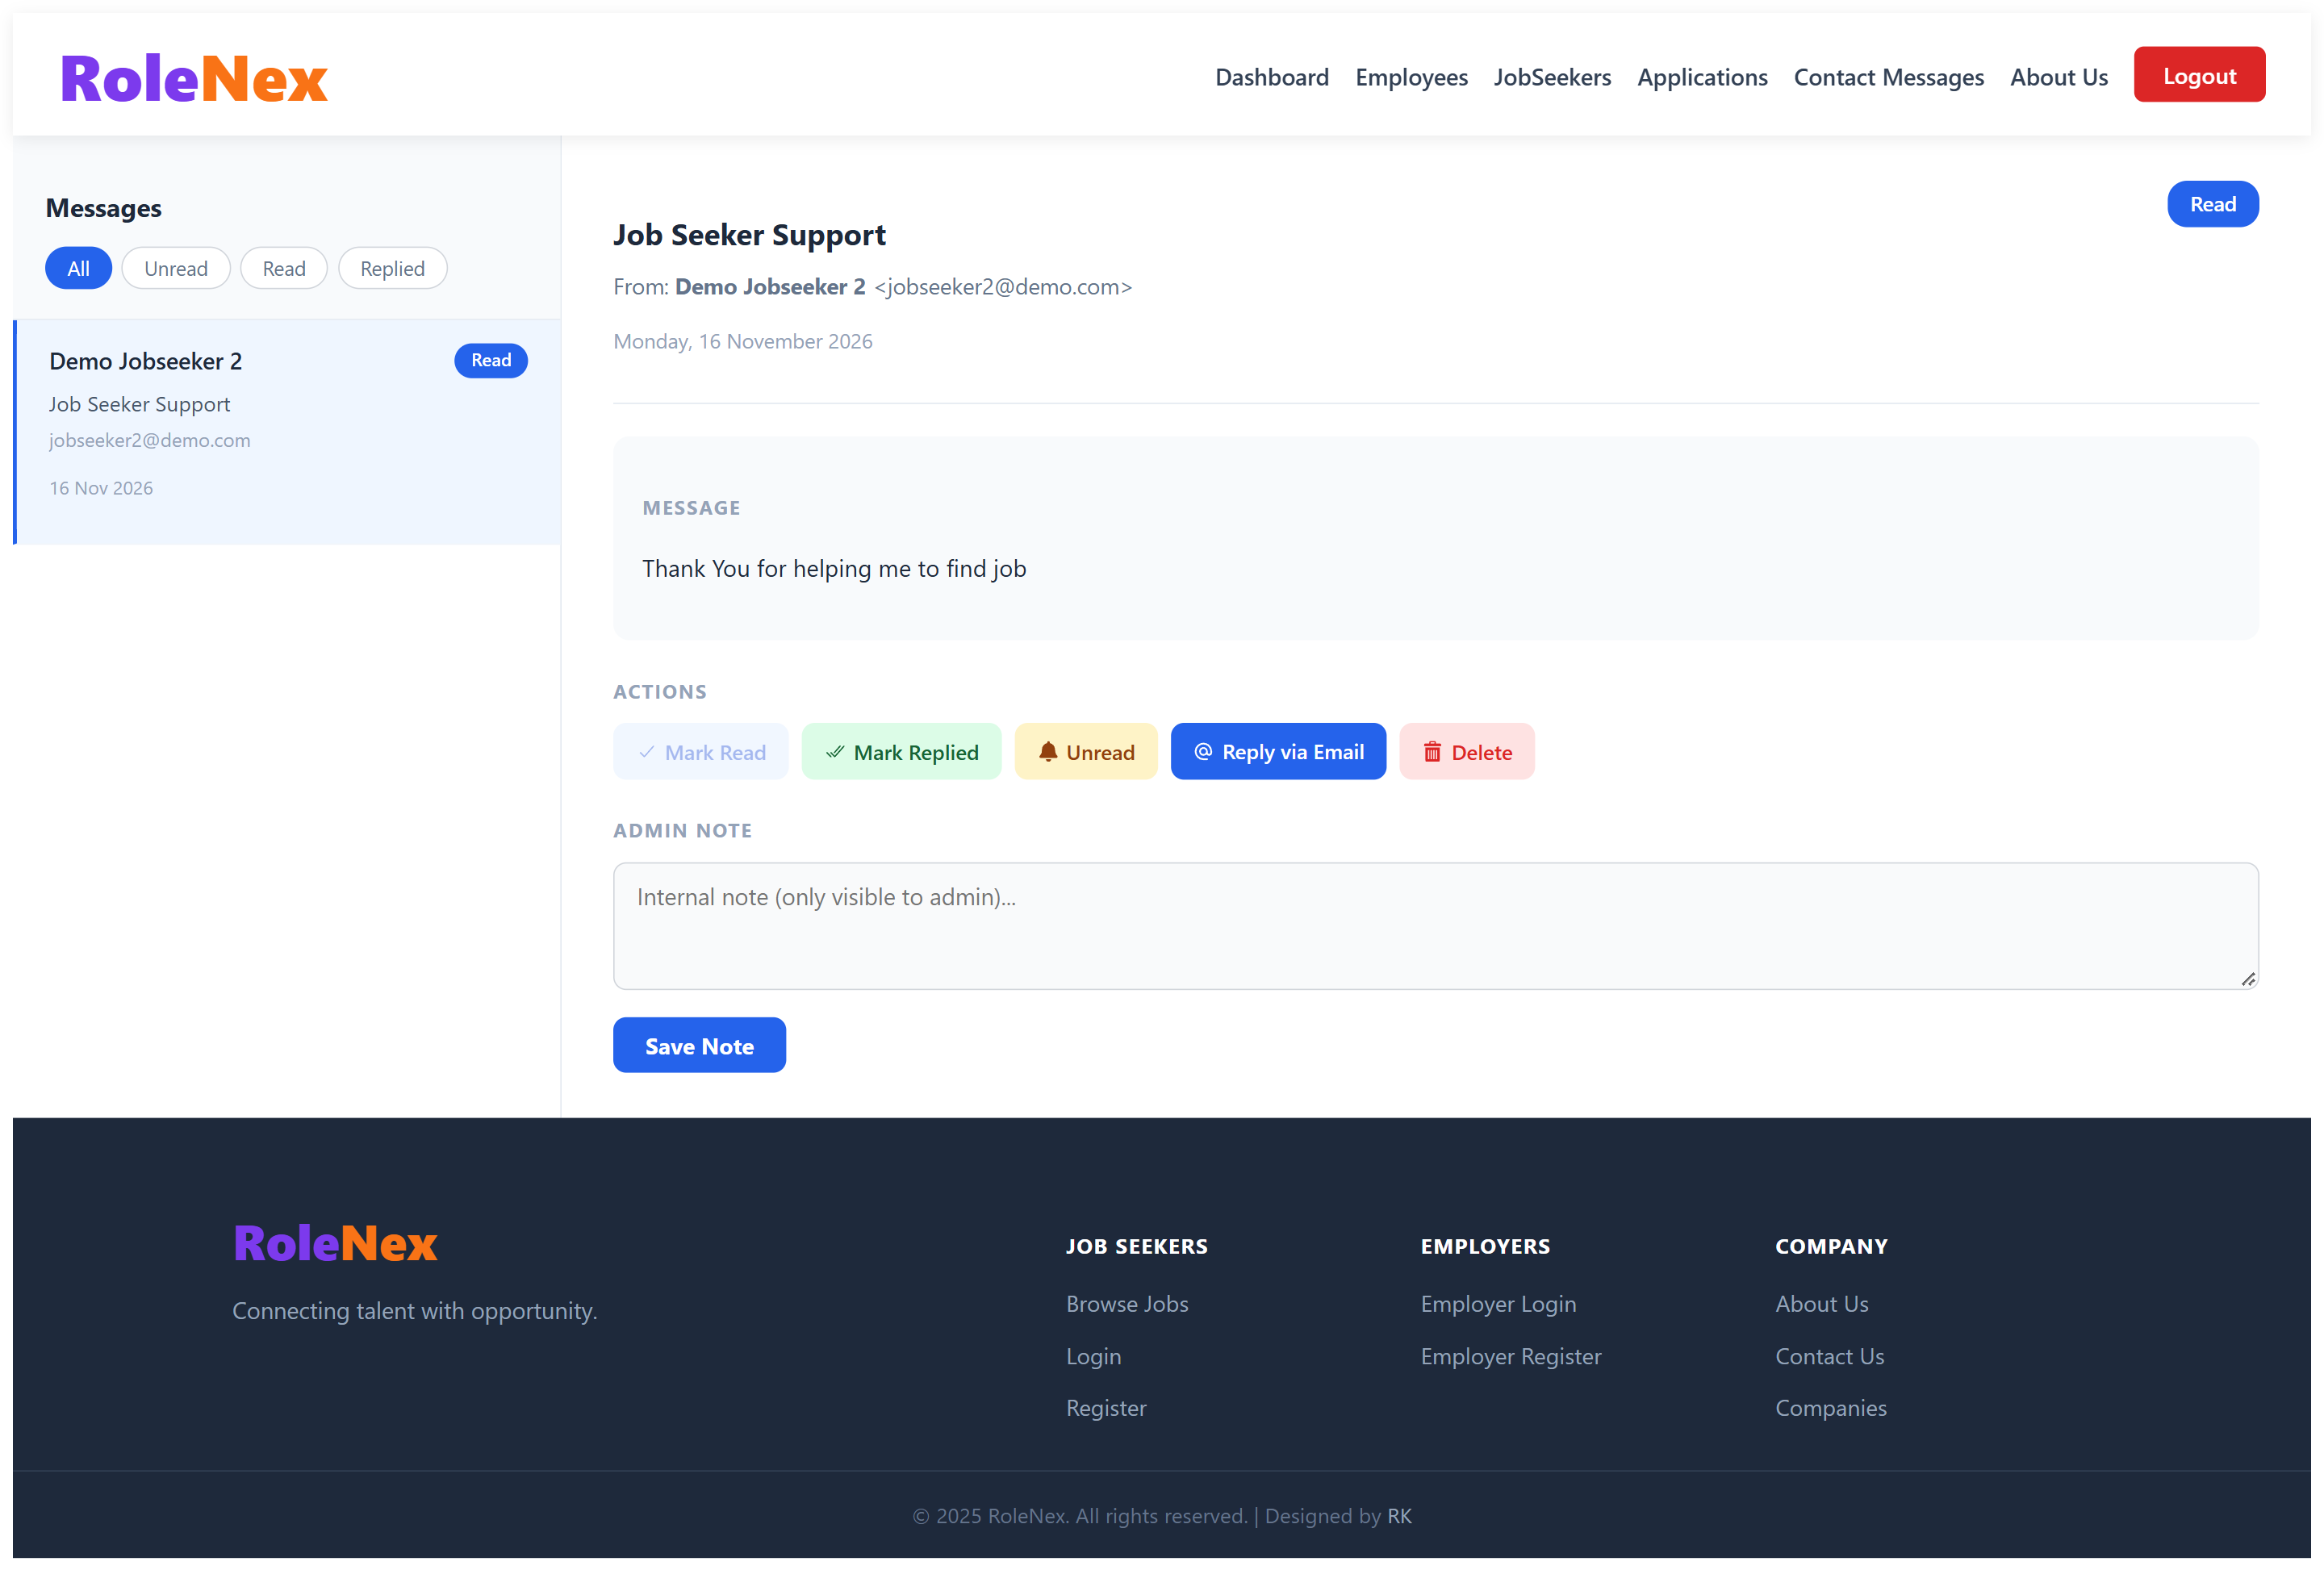 RoleNex
Dashboard Employees JobSeekers Applications Contact Messages About Us Logout
Messages
All Unread Read Replied
Demo Jobseeker 2 Read
Job Seeker Support
jobseeker2@demo.com
16 Nov 2026
Read
Job Seeker Support
From: Demo Jobseeker 2 <jobseeker2@demo.com>
Monday, 16 November 2026
MESSAGE
Thank You for helping me to find job
ACTIONS
Mark Read Mark Replied Unread Reply via Email Delete
ADMIN NOTE
Internal note (only visible to admin)...
Save Note
RoleNex
Connecting talent with opportunity.
JOB SEEKERS
Browse Jobs
Login
Register
EMPLOYERS
Employer Login
Employer Register
COMPANY
About Us
Contact Us
Companies
© 2025 RoleNex. All rights reserved. | Designed by RK